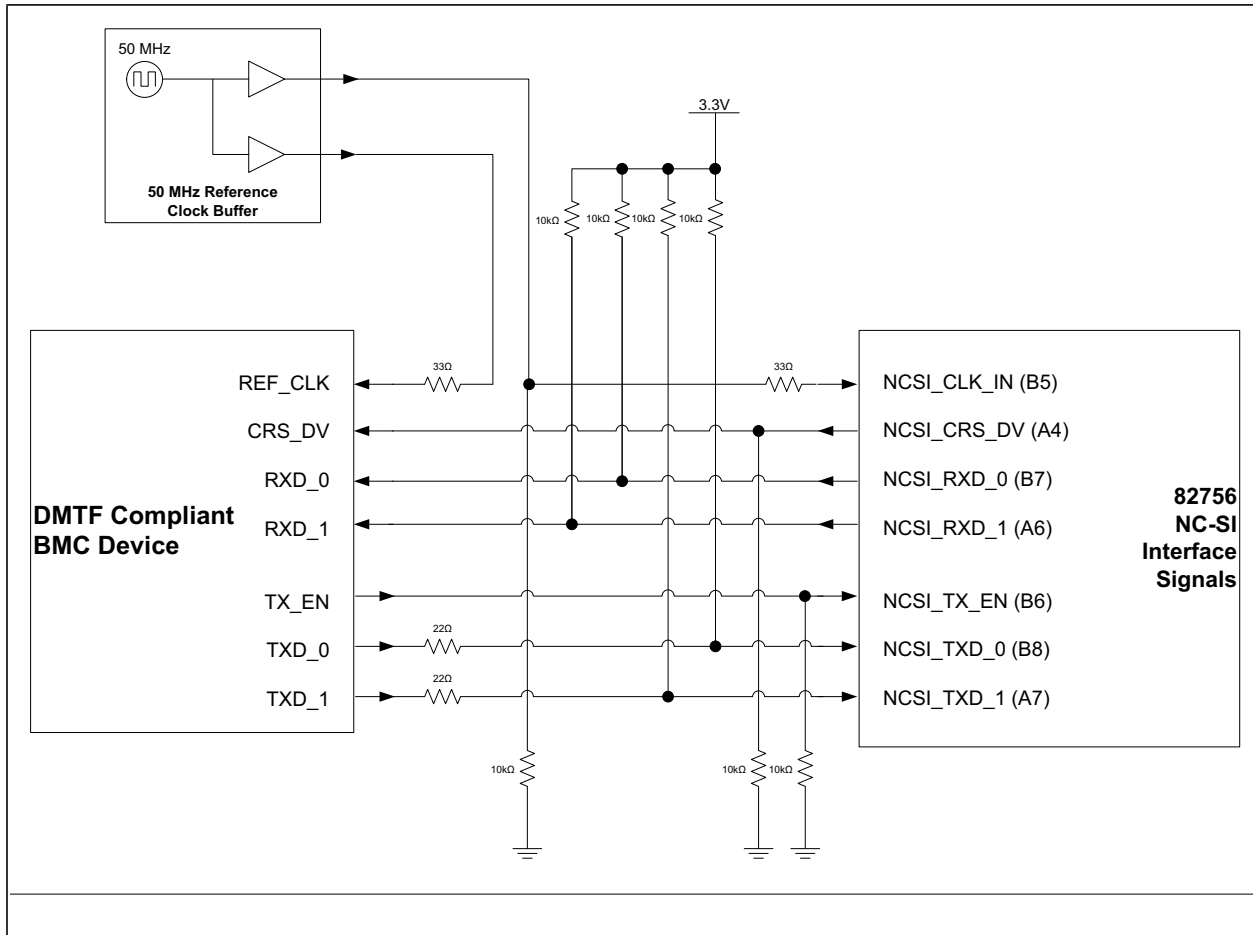 50 MHz
50 MHz Reference
Clock Buffer
3.3V
10kΩ
10kΩ
10kΩ
10kΩ
DMTF Compliant
BMC Device
REF_CLK
CRS_DV
RXD_0
RXD_1
TX_EN
TXD_0
TXD_1
33Ω
33Ω
22Ω
22Ω
NCSI_CLK_IN (B5)
NCSI_CRS_DV (A4)
NCSI_RXD_0 (B7)
NCSI_RXD_1 (A6)
NCSI_TX_EN (B6)
NCSI_TXD_0 (B8)
NCSI_TXD_1 (A7)
82756
NC-SI
Interface
Signals
10kΩ
10kΩ
10kΩ